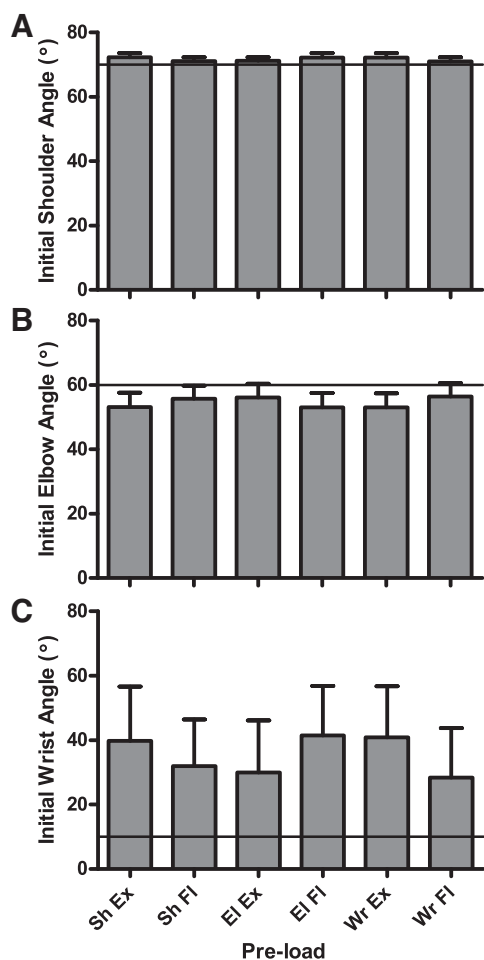 A
Initial Shoulder Angle (°)
80
60
40
20
0
B
Initial Elbow Angle (°)
80
60
40
20
0
C
Initial Wrist Angle (°)
80
60
40
20
0
Sh Ex
Sh Fl
El Ex
El Fl
Wr Ex
Wr Fl
Pre-load